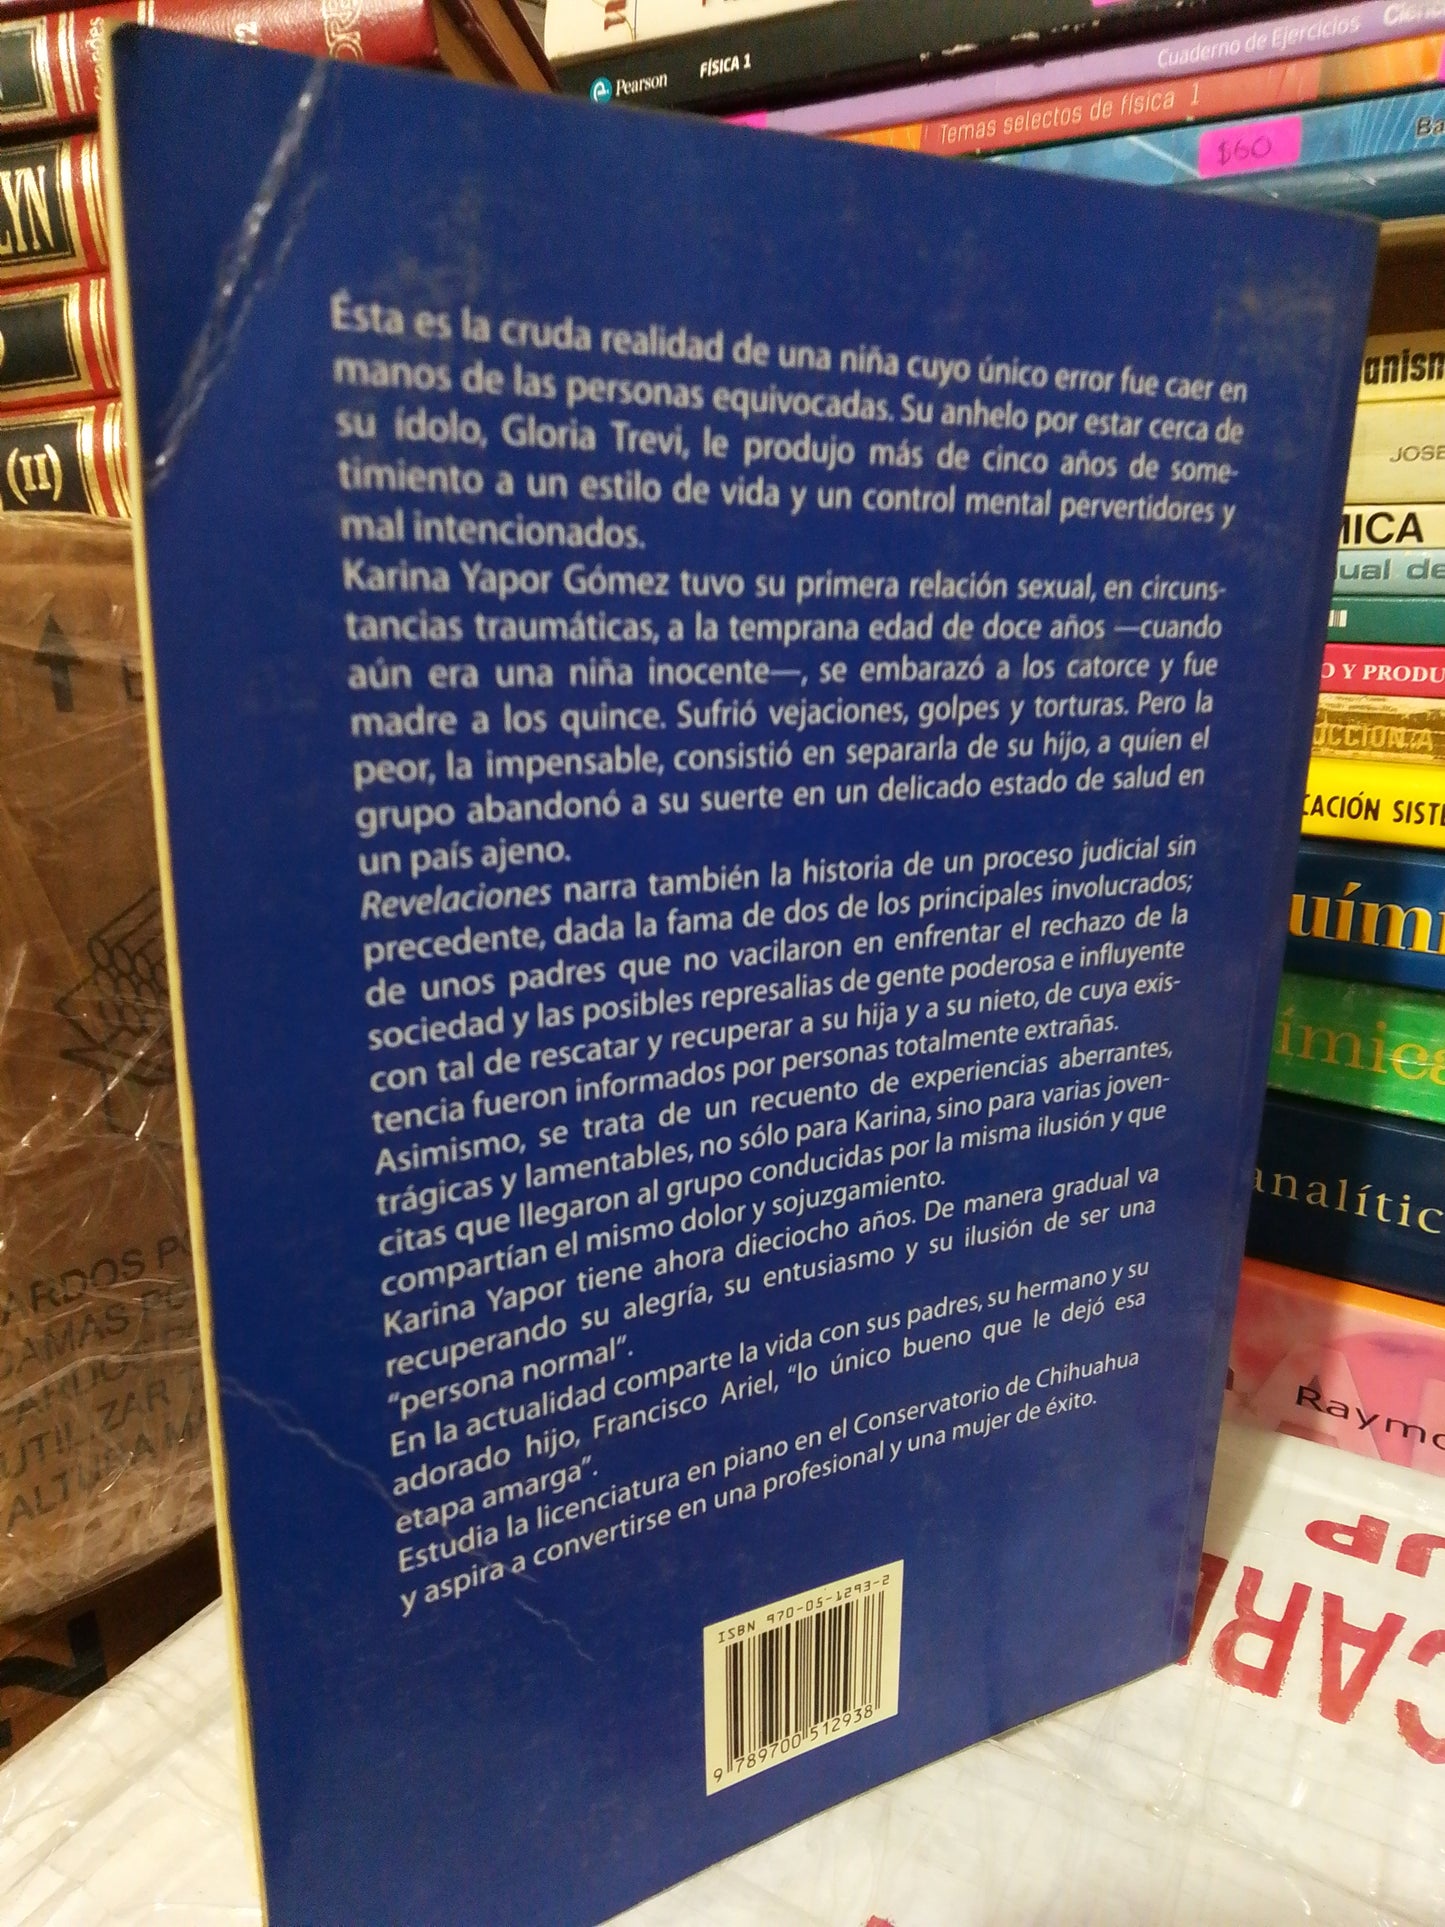 Ésta es la cruda realidad de una niña cuyo único error fue caer en
manos de las personas equivocadas. Su anhelo por estar cerca de
su ídolo, Gloria Trevi, le produjo más de cinco años de some-
timiento a un estilo de vida y un control mental pervertidores y
mal intencionados.
Karina Yapor Gómez tuvo su primera relación sexual, en circuns-
tancias traumáticas, a la temprana edad de doce años —cuando
aún era una niña inocente—, se embarazó a los catorce y fue
madre a los quince. Sufrió vejaciones, golpes y torturas. Pero la
peor, la impensable, consistió en separarla de su hijo, a quien el
grupo abandonó a su suerte en un delicado estado de salud en
un país ajeno.
Revelaciones narra también la historia de un proceso judicial sin
precedente, dada la fama de dos de los principales involucrados;
de unos padres que no vacilaron en enfrentar el rechazo de la
sociedad y las posibles represalias de gente poderosa e influyente
con tal de rescatar y recuperar a su hija y a su nieto, de cuya exis-
tencia fueron informados por personas totalmente extrañas.
Asimismo, se trata de un recuento de experiencias aberrantes,
trágicas y lamentables, no sólo para Karina, sino para varias joven-
citas que llegaron al grupo conducidas por la misma ilusión y que
compartían el mismo dolor y sojuzgamiento.
Karina Yapor tiene ahora dieciocho años. De manera gradual va
recuperando su alegría, su entusiasmo y su ilusión de ser una
“persona normal”.
En la actualidad comparte la vida con sus padres, su hermano y su
adorado hijo, Francisco Ariel, “lo único bueno que le dejó esa
etapa amarga”.
Estudia la licenciatura en piano en el Conservatorio de Chihuahua
y aspira a convertirse en una profesional y una mujer de éxito.
ISBN 970-05-1293-2
9 789700 512938
Pearson FÍSICA 1
Cuaderno de Ejercicios
Temas selectos de física 1
$60
(II)
JOSE
MICA
ual de
O Y PRODU
CACIÓN SISTE
uími
ímica
analític
Raymo
CAR
UP